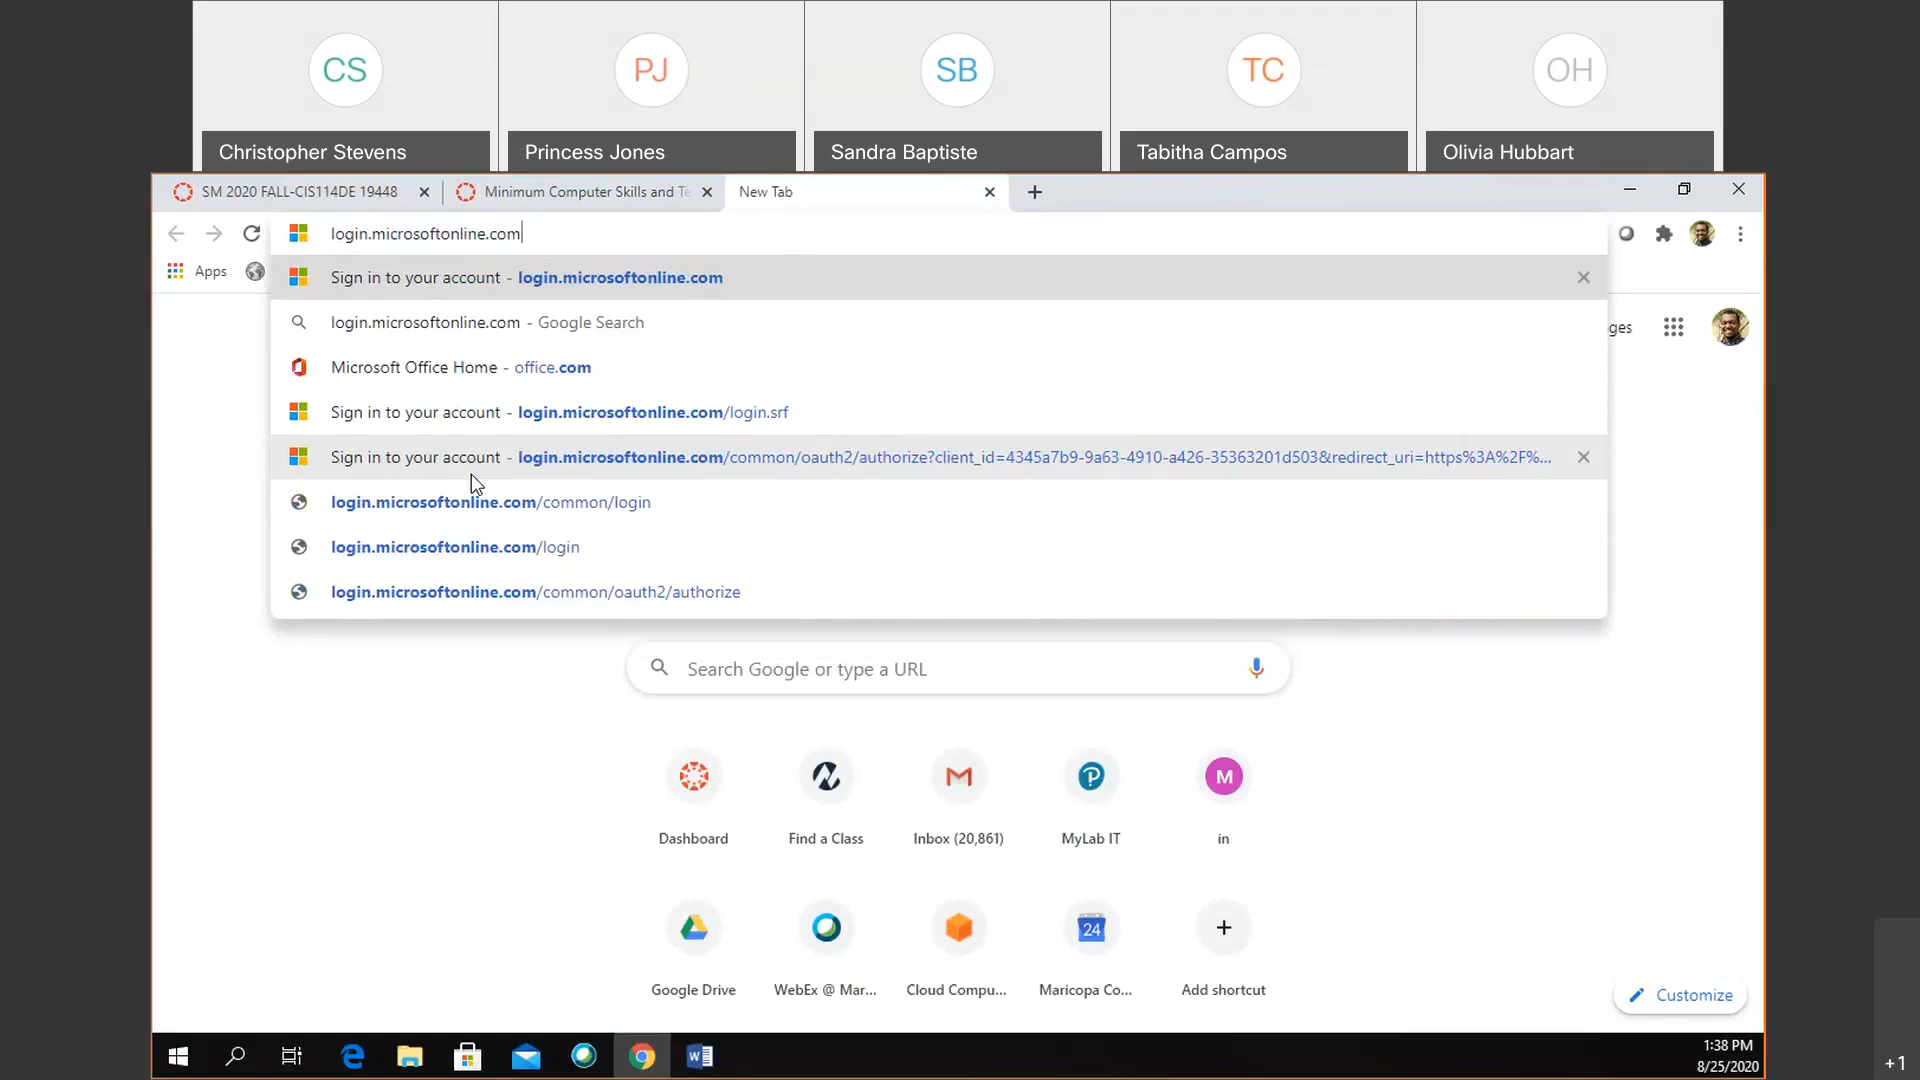 CS
PJ
SB
TC
OH
Christopher Stevens
Princess Jones
Sandra Baptiste
Tabitha Campos
Olivia Hubbart
SM 2020 FALL-CIS114DE 19448
Minimum Computer Skills and Te
New Tab
login.microsoftonline.com
Apps
Sign in to your account - login.microsoftonline.com
login.microsoftonline.com - Google Search
ges
Microsoft Office Home - office.com
Sign in to your account - login.microsoftonline.com/login.srf
Sign in to your account - login.microsoftonline.com/common/oauth2/authorize?client_id=4345a7b9-9a63-4910-a426-35363201d503&redirect_uri=https%3A%2F%...
login.microsoftonline.com/common/login
login.microsoftonline.com/login
login.microsoftonline.com/common/oauth2/authorize
Search Google or type a URL
M
Dashboard
Find a Class
Inbox (20,861)
MyLab IT
in
24
Google Drive
WebEx @ Mar...
Cloud Compu...
Maricopa Co...
Add shortcut
Customize
W
1:38 PM
8/25/2020
+1